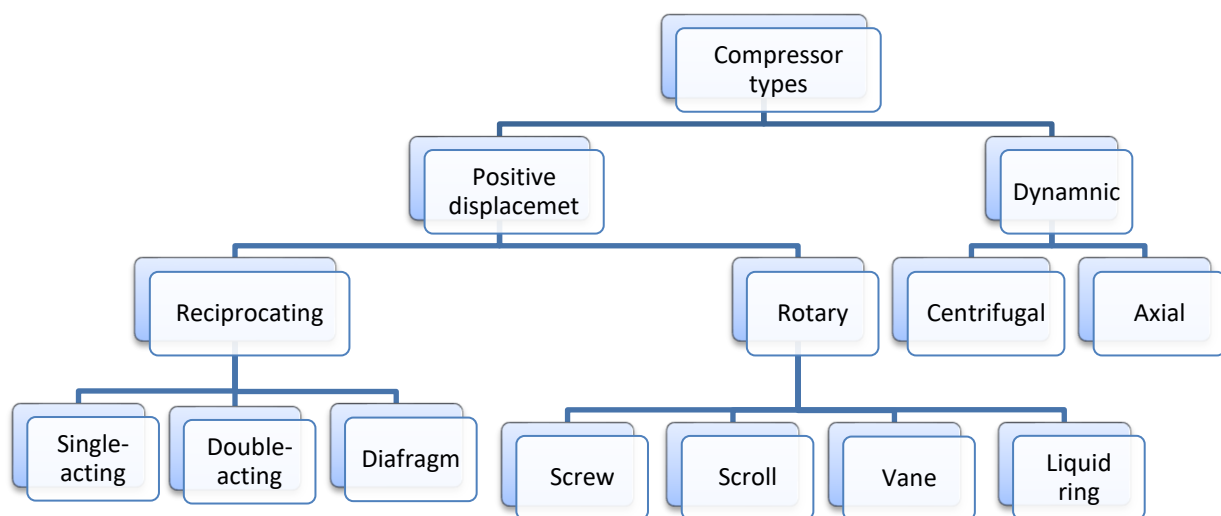 Compressor
types
Positive
displacemet
Dynamnic
Reciprocating
Rotary
Centrifugal
Axial
Single-
acting
Double-
acting
Diafragm
Screw
Scroll
Vane
Liquid
ring